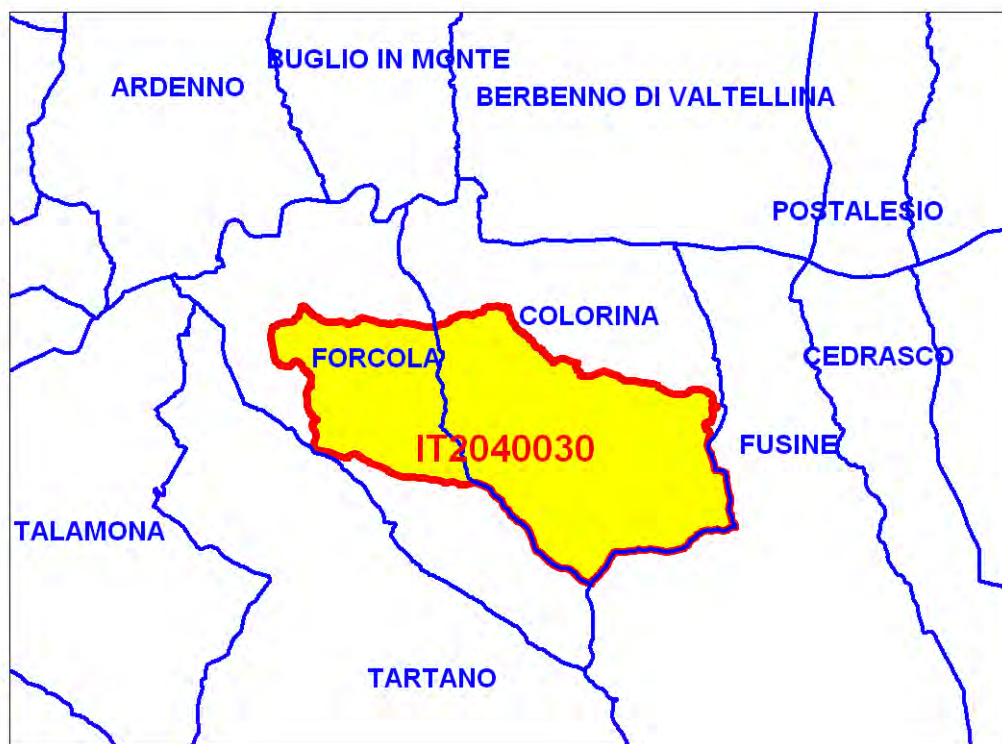 BUGLIO IN MONTE
ARDENNO
BERBENNO DI VALTELLINA
POSTALESIO
COLORINA
FORCOLA
CEDRASCO
IT2040030
FUSINE
TALAMONA
TARTANO